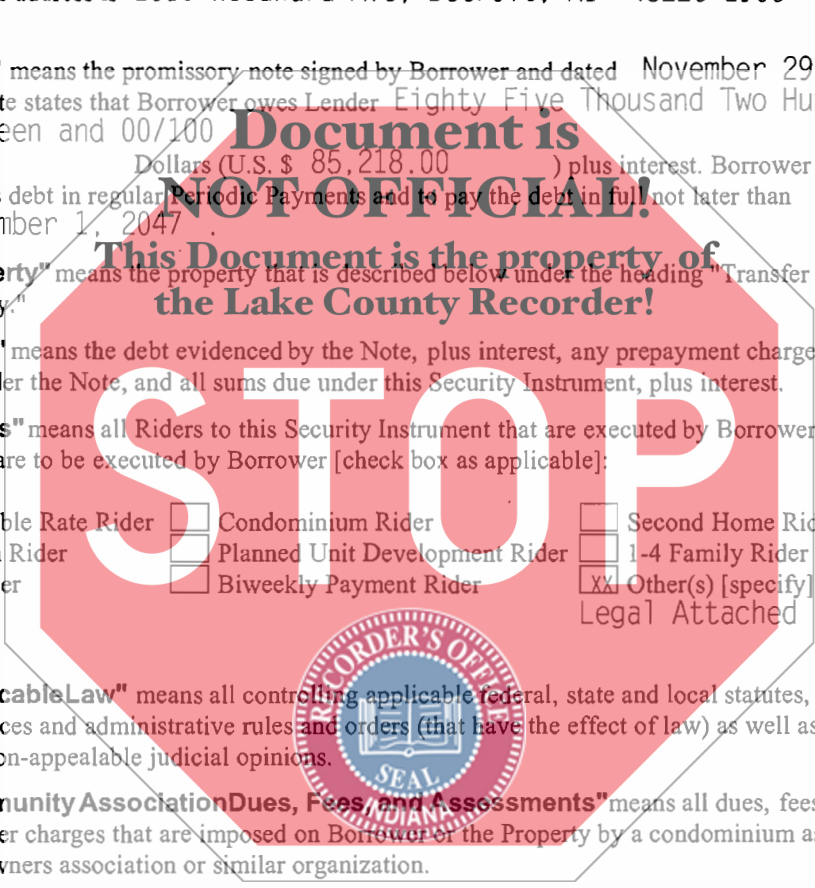 " means the promissory note signed by Borrower and dated November 29
te states that Borrower owes Lender Eighty Five Thousand Two Hu
een and 00/100
Document is
Dollars (U.S. $ 85,218.00 ) plus interest. Borrower
s debt in regular Periodic Payments and to pay the debt in full not later than
NOT OFFICIAL!
mber 1, 2047 .
This Document is the property of
erty" means the property that is described below under the heading "Transfer
y."
the Lake County Recorder!
" means the debt evidenced by the Note, plus interest, any prepayment charge
er the Note, and all sums due under this Security Instrument, plus interest.
s" means all Riders to this Security Instrument that are executed by Borrower
are to be executed by Borrower [check box as applicable]:
STOP
ble Rate Rider Condominium Rider Second Home Rid
Rider Planned Unit Development Rider 1-4 Family Rider
er Biweekly Payment Rider XX Other(s) [specify]
Legal Attached
RECORDER'S OFFICE
SEAL
INDIANA
cable Law" means all controlling applicable federal, state and local statutes,
ces and administrative rules and orders (that have the effect of law) as well as
on-appealable judicial opinions.
munity Association Dues, Fees, and Assessments" means all dues, fees
er charges that are imposed on Borrower or the Property by a condominium as
wners association or similar organization.